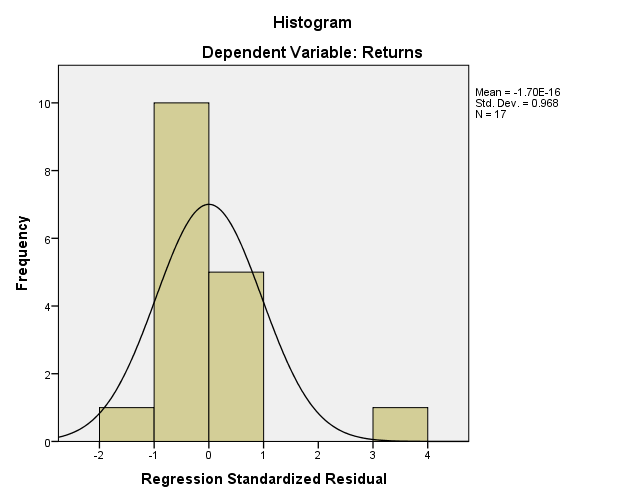 Histogram
Dependent Variable: Returns
Mean = -1.70E-16
Std. Dev. = 0.968
N = 17
Frequency
10
8
6
4
2
0
-2 -1 0 1 2 3 4
Regression Standardized Residual